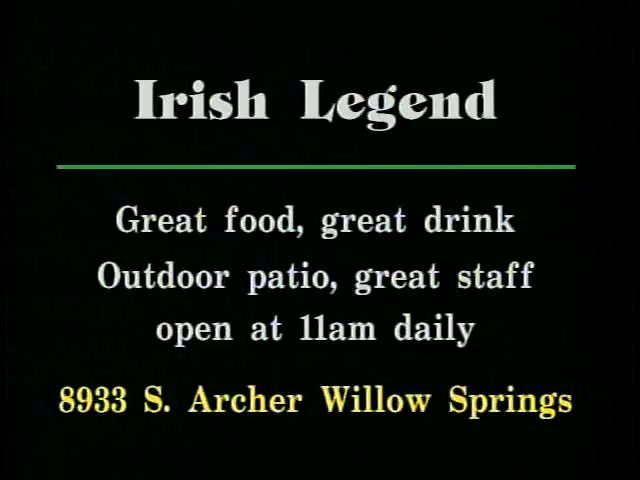 Irish Legend
Great food, great drink
Outdoor patio, great staff
open at 11am daily
8933 S. Archer Willow Springs